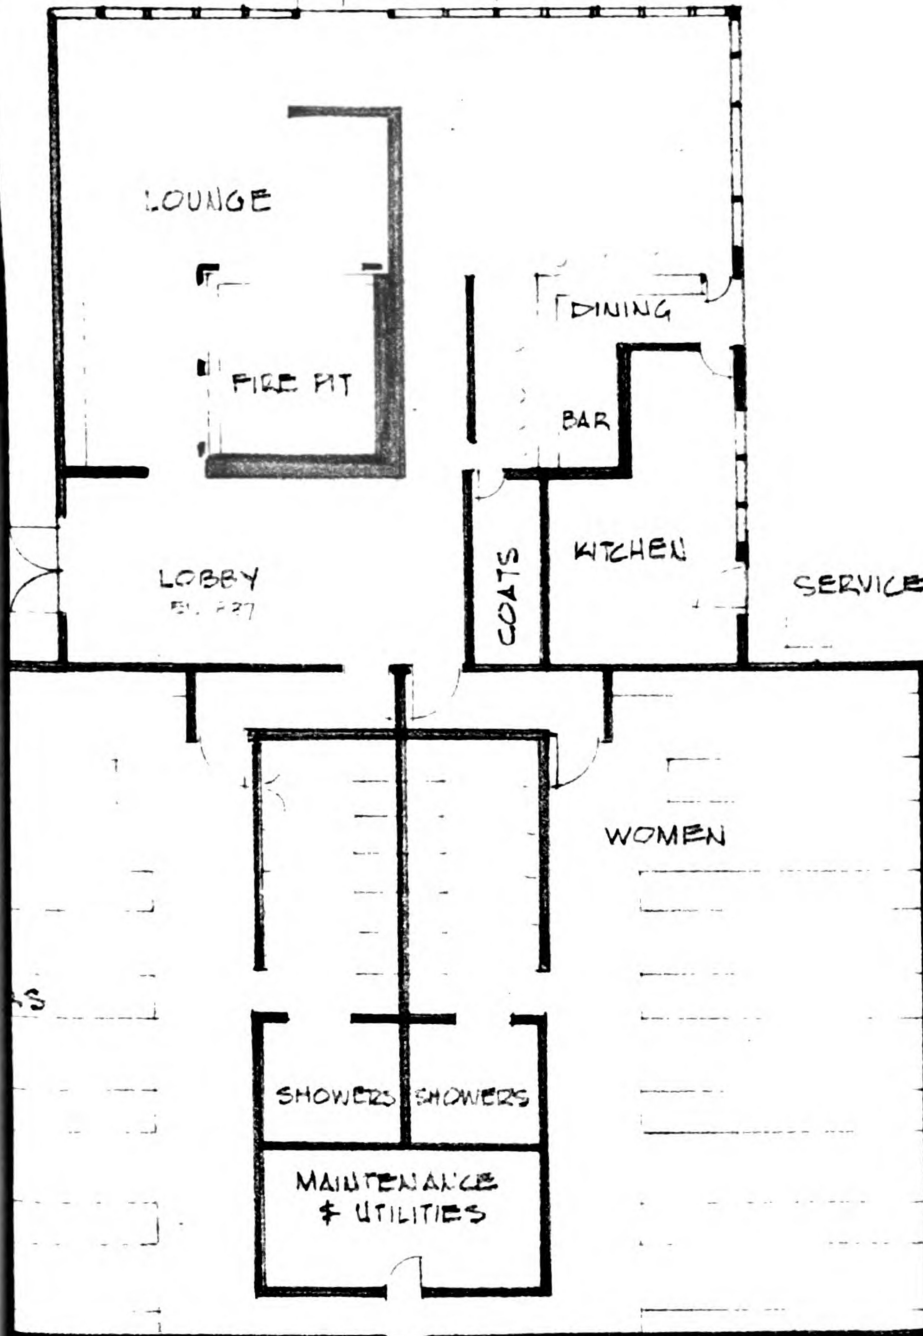 LOUNGE
DINING
FIRE PIT
BAR
KITCHEN
COATS
LOBBY
SERVICE
WOMEN
SHOWERS
SHOWERS
MAINTENANCE
& UTILITIES